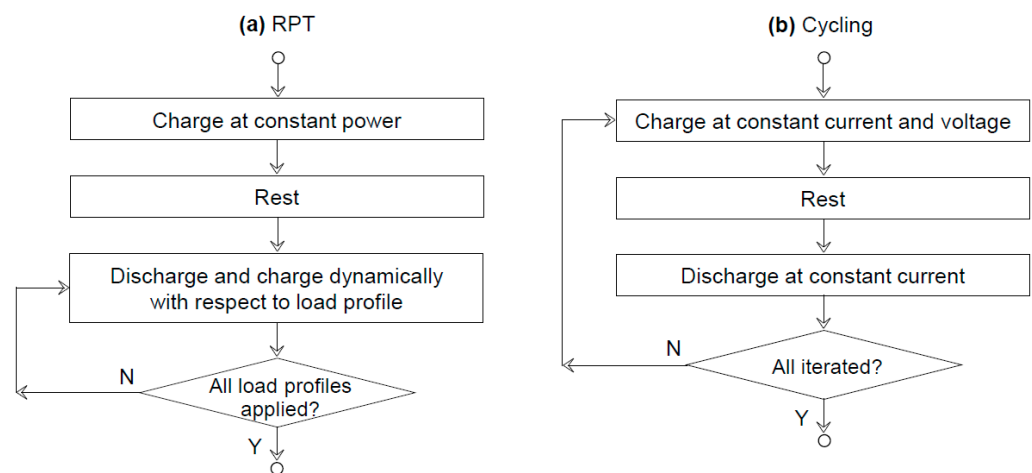 (a) RPT
Charge at constant power
Rest
Discharge and charge dynamically
with respect to load profile
N
All load profiles
applied?
Y
(b) Cycling
Charge at constant current and voltage
Rest
Discharge at constant current
N
All iterated?
Y